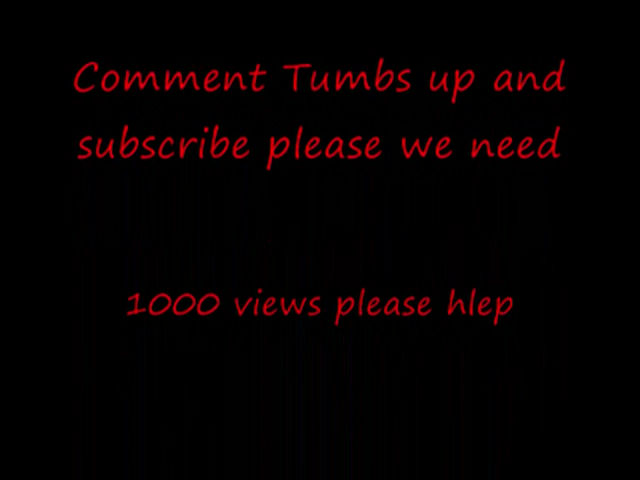 Comment Tumbs up and
subscribe please we need
1000 views please hlep